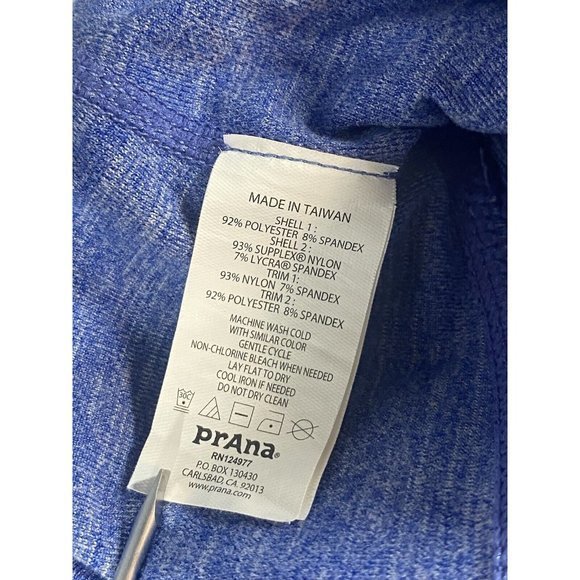 MADE IN TAIWAN
SHELL 1 :
92% POLYESTER 8% SPANDEX
SHELL 2 :
93% SUPPLEX® NYLON
7% LYCRA® SPANDEX
TRIM 1:
93% NYLON 7% SPANDEX
TRIM 2 :
92% POLYESTER 8% SPANDEX
MACHINE WASH COLD
WITH SIMILAR COLOR
GENTLE CYCLE
NON-CHLORINE BLEACH WHEN NEEDED
LAY FLAT TO DRY
COOL IRON IF NEEDED
DO NOT DRY CLEAN
30C
prAna®
RN124977
P.O. BOX 130430
CARLSBAD, CA. 92013
www.prana.com